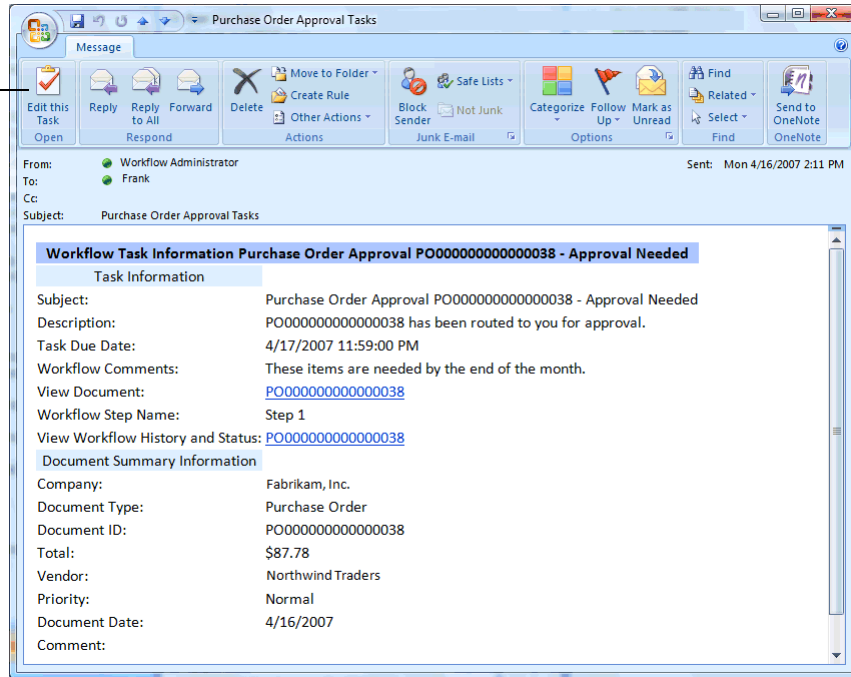 Purchase Order Approval Tasks
Message
Edit this Task
Reply
Reply to All
Forward
Delete
Move to Folder
Create Rule
Other Actions
Block Sender
Safe Lists
Not Junk
Categorize
Follow Up
Mark as Unread
Find
Related
Select
Send to OneNote
Open
Respond
Actions
Junk E-mail
Options
Find
OneNote
From: Workflow Administrator Sent: Mon 4/16/2007 2:11 PM
To: Frank
Cc:
Subject: Purchase Order Approval Tasks
Workflow Task Information Purchase Order Approval PO000000000000038 - Approval Needed
Task Information
Subject: Purchase Order Approval PO000000000000038 - Approval Needed
Description: PO000000000000038 has been routed to you for approval.
Task Due Date: 4/17/2007 11:59:00 PM
Workflow Comments: These items are needed by the end of the month.
View Document: PO000000000000038
Workflow Step Name: Step 1
View Workflow History and Status: PO000000000000038
Document Summary Information
Company: Fabrikam, Inc.
Document Type: Purchase Order
Document ID: PO000000000000038
Total: $87.78
Vendor: Northwind Traders
Priority: Normal
Document Date: 4/16/2007
Comment: